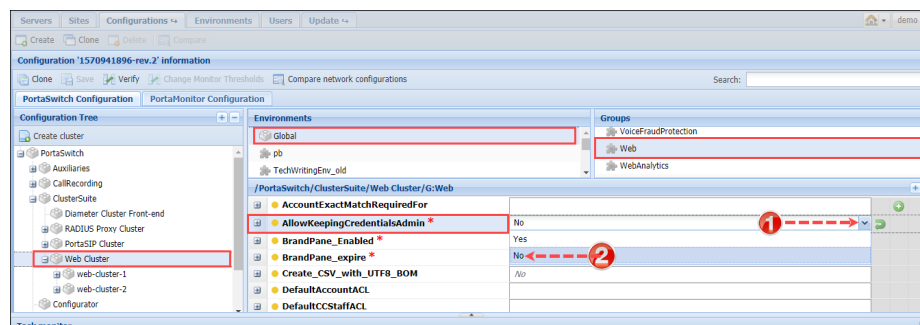 Servers Sites Configurations ↪ Environments Users Update ↪ demo
Create Clone Delete Compare
Configuration '1570941896-rev.2' information
Clone Save Verify Change Monitor Thresholds Compare network configurations Search:
PortaSwitch Configuration PortaMonitor Configuration
Configuration Tree
Create cluster
PortaSwitch
Auxiliaries
CallRecording
ClusterSuite
Diameter Cluster Front-end
RADIUS Proxy Cluster
PortaSIP Cluster
Web Cluster
web-cluster-1
web-cluster-2
Configurator
Environments
Global
pb
TechWritingEnv_old
Groups
VoiceFraudProtection
Web
WebAnalytics
/PortaSwitch/ClusterSuite/Web Cluster/G:Web
AccountExactMatchRequiredFor
AllowKeepingCredentialsAdmin * No 1
BrandPane_Enabled * Yes
BrandPane_expire * No 2
Create_CSV_with_UTF8_BOM No
DefaultAccountACL
DefaultCCStaffACL